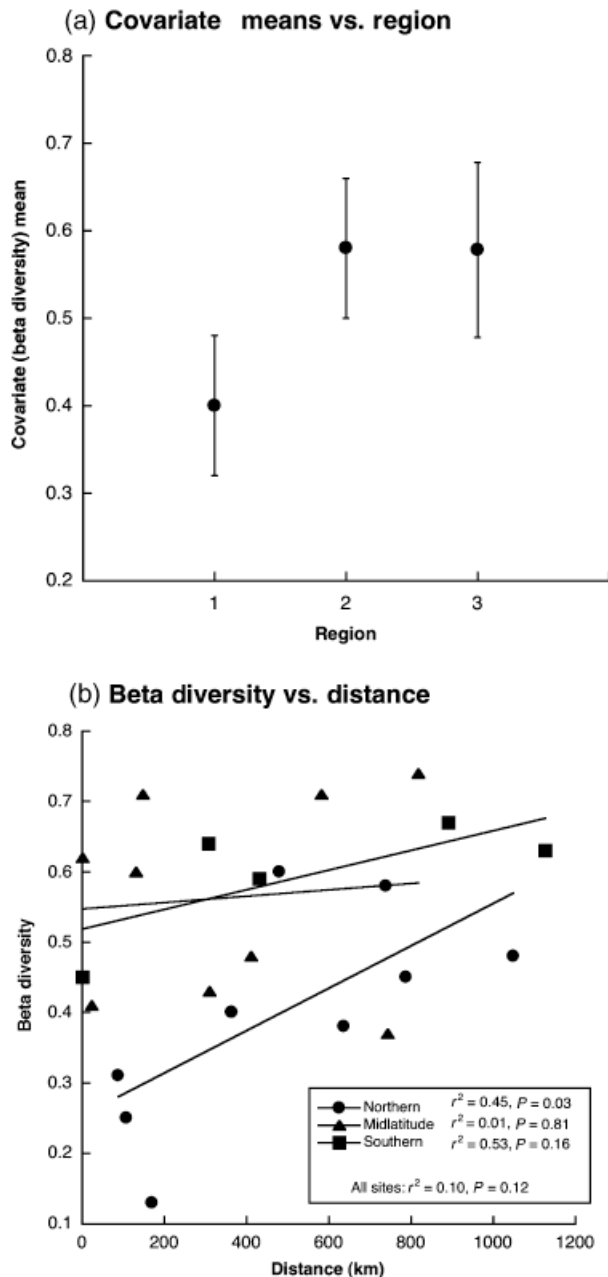 (a) Covariate means vs. region
0.8
0.7
0.6
0.5
0.4
0.3
0.2
Covariate (beta diversity) mean
1 2 3
Region
(b) Beta diversity vs. distance
0.8
0.7
0.6
0.5
0.4
0.3
0.2
0.1
Beta diversity
Northern r² = 0.45, P = 0.03
Midlatitude r² = 0.01, P = 0.81
Southern r² = 0.53, P = 0.16
All sites: r² = 0.10, P = 0.12
0 200 400 600 800 1000 1200
Distance (km)